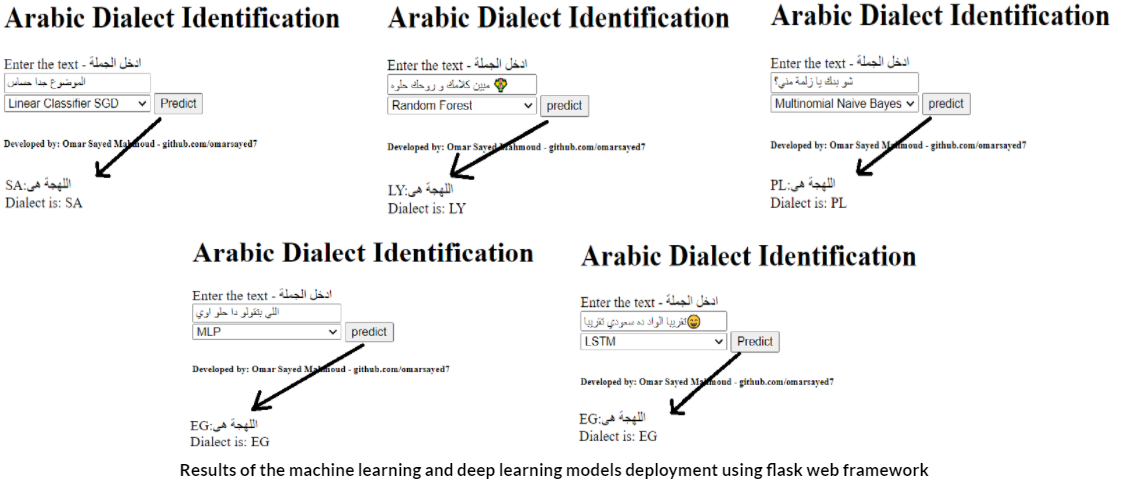 Arabic Dialect Identification
Enter the text - ادخل الجملة
الموضوع جدا حساس
Linear Classifier SGD
Predict
Developed by: Omar Sayed Mahmoud - github.com/omarsayed7
SA:اللهجة هى
Dialect is: SA
Arabic Dialect Identification
Enter the text - ادخل الجملة
مبين كلامك و روحك حلوه
Random Forest
predict
Developed by: Omar Sayed Mahmoud - github.com/omarsayed7
LY:اللهجة هى
Dialect is: LY
Arabic Dialect Identification
Enter the text - ادخل الجملة
شو بدك يا زلمة مني؟
Multinomial Naive Bayes
predict
Developed by: Omar Sayed Mahmoud - github.com/omarsayed7
PL:اللهجة هى
Dialect is: PL
Arabic Dialect Identification
Enter the text - ادخل الجملة
اللي بتقولو دا حلو اوي
MLP
predict
Developed by: Omar Sayed Mahmoud - github.com/omarsayed7
EG:اللهجة هى
Dialect is: EG
Arabic Dialect Identification
Enter the text - ادخل الجملة
😄تقريبا الواد ده سعودي تقريبا
LSTM
Predict
Developed by: Omar Sayed Mahmoud - github.com/omarsayed7
EG:اللهجة هى
Dialect is: EG
Results of the machine learning and deep learning models deployment using flask web framework